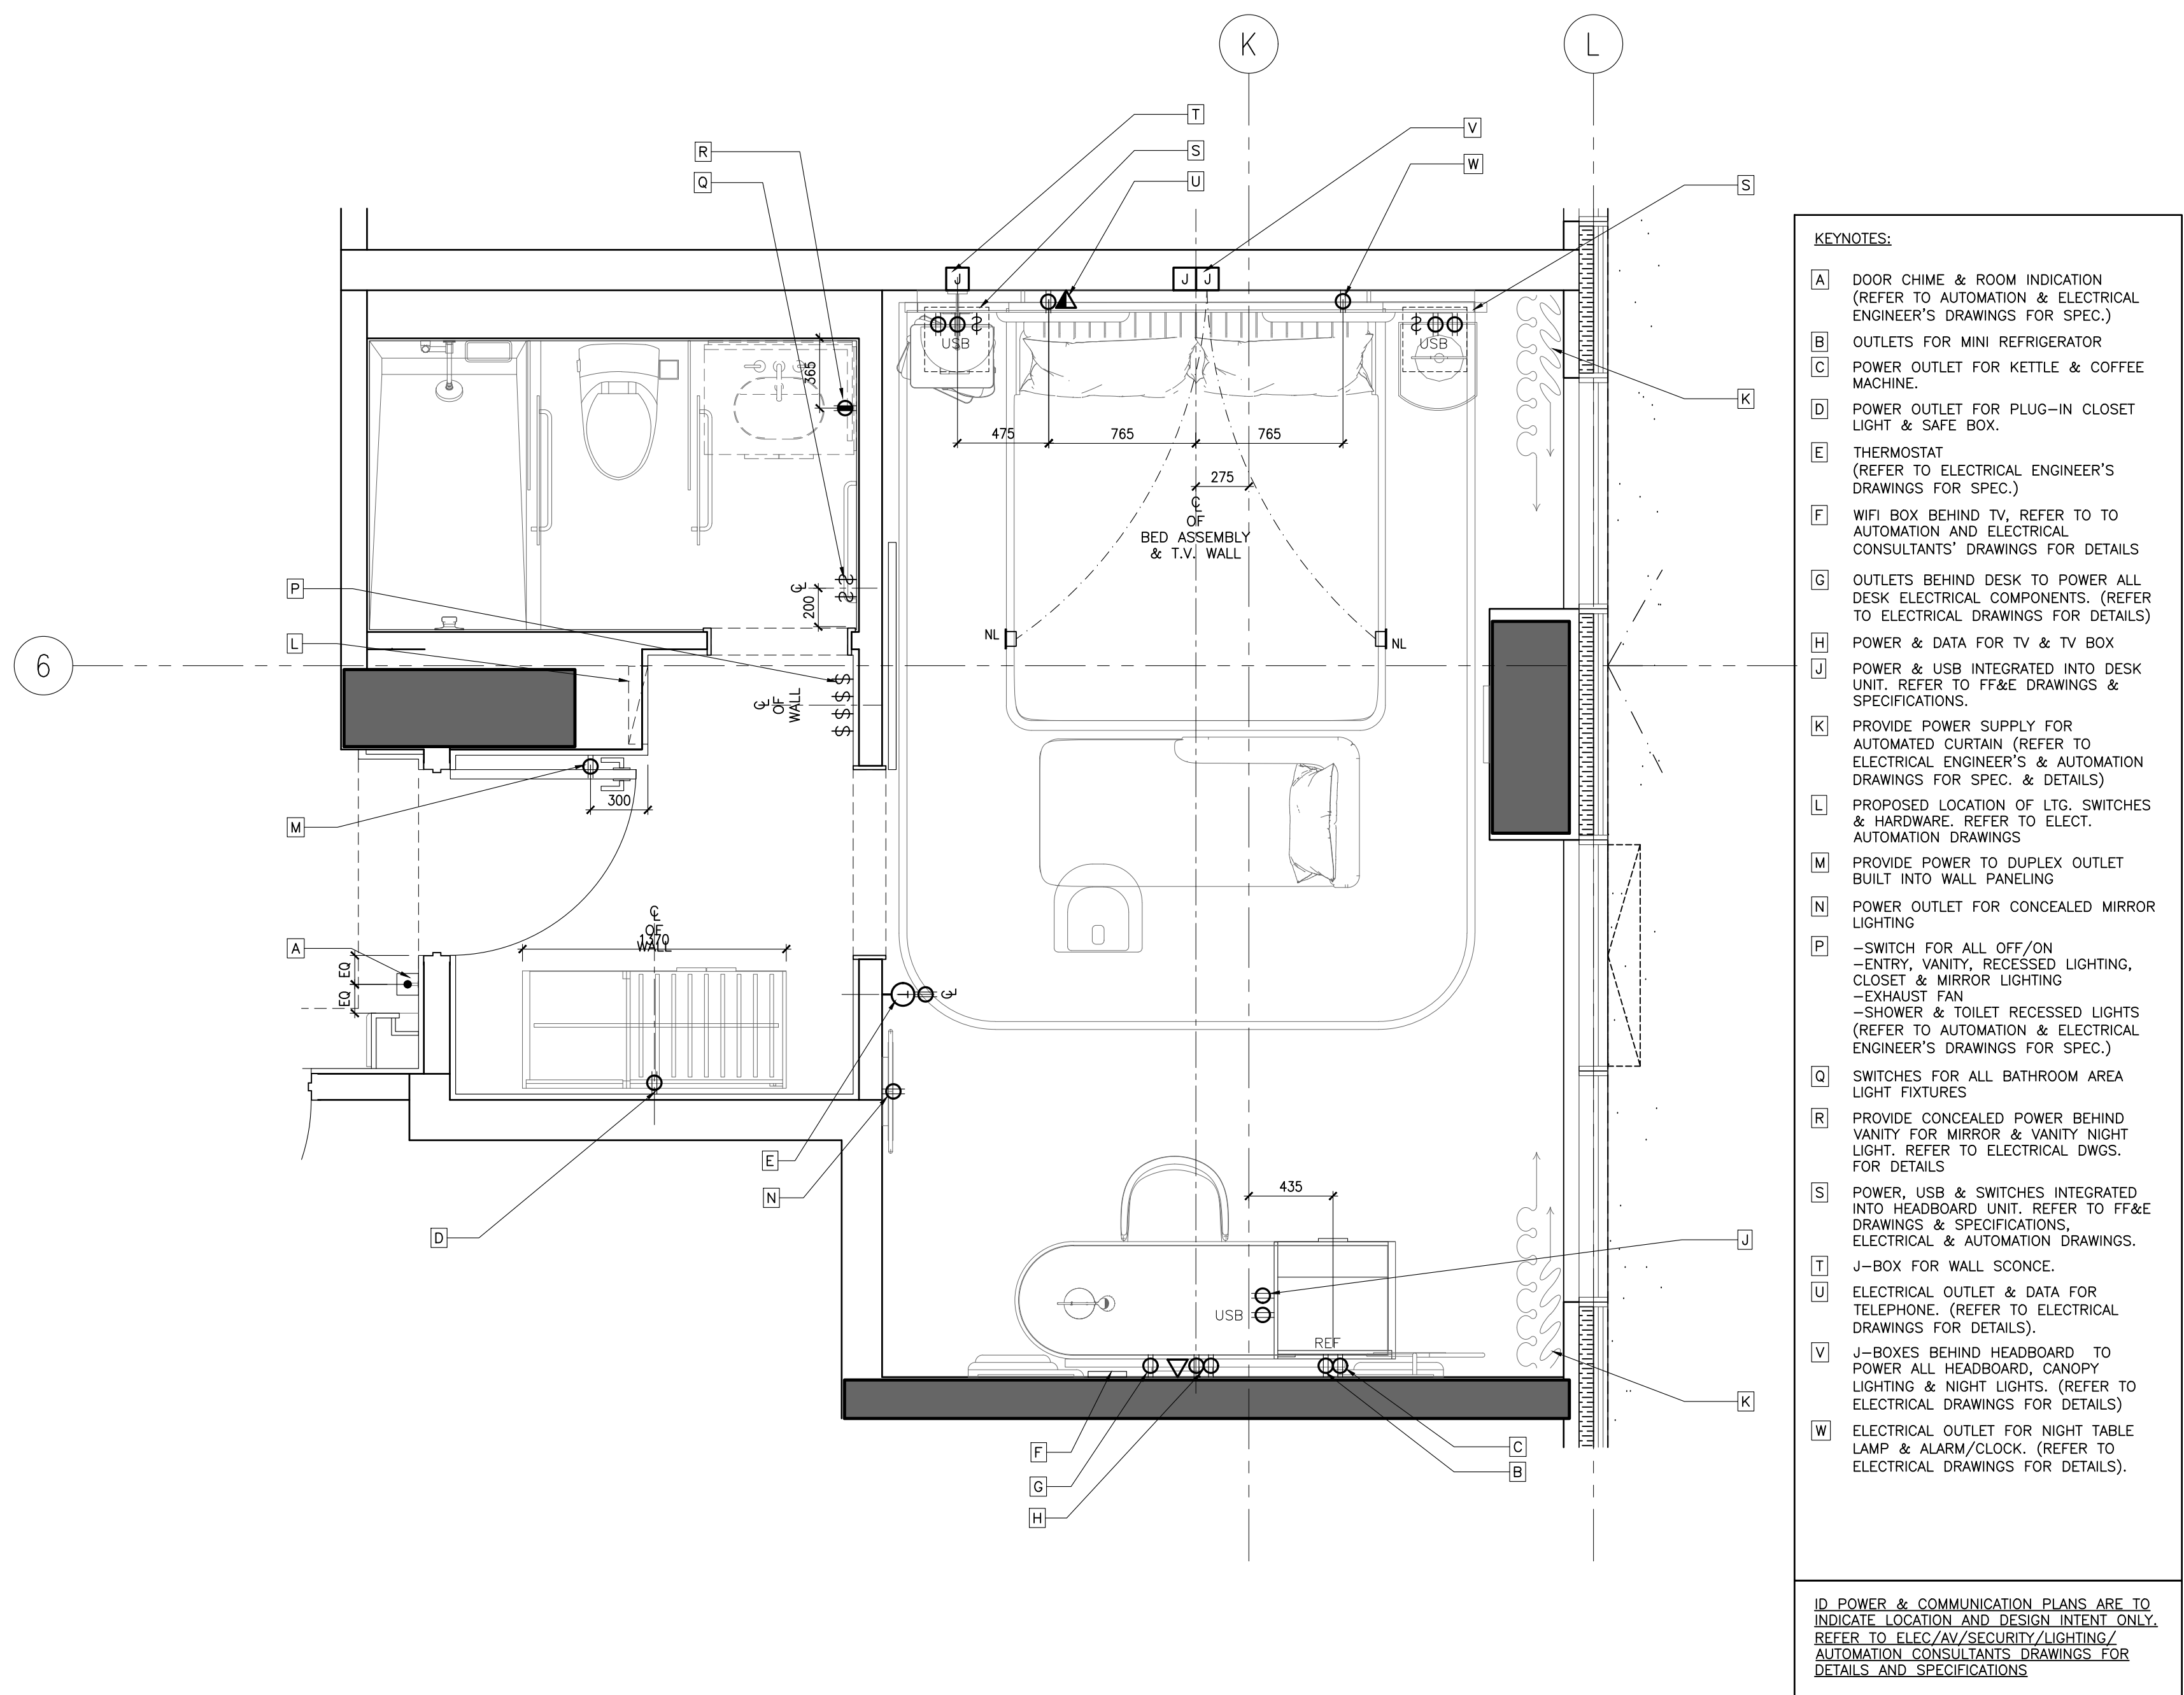 K
L
T
V
R
S
W
Q
U
S
J
J
J
USB
USB
365
K
475
765
765
275
℄
OF
BED ASSEMBLY
& T.V. WALL
P
℄
200
NL
NL
L
6
℄
OF
WALL
$
$
$
$
300
M
℄
OF
WALL
1370
A
EQ
EQ
T
℄
E
N
D
435
J
USB
REF
K
F
C
B
G
H
KEYNOTES:
A DOOR CHIME & ROOM INDICATION
(REFER TO AUTOMATION & ELECTRICAL
ENGINEER'S DRAWINGS FOR SPEC.)
B OUTLETS FOR MINI REFRIGERATOR
C POWER OUTLET FOR KETTLE & COFFEE
MACHINE.
D POWER OUTLET FOR PLUG-IN CLOSET
LIGHT & SAFE BOX.
E THERMOSTAT
(REFER TO ELECTRICAL ENGINEER'S
DRAWINGS FOR SPEC.)
F WIFI BOX BEHIND TV, REFER TO TO
AUTOMATION AND ELECTRICAL
CONSULTANTS' DRAWINGS FOR DETAILS
G OUTLETS BEHIND DESK TO POWER ALL
DESK ELECTRICAL COMPONENTS. (REFER
TO ELECTRICAL DRAWINGS FOR DETAILS)
H POWER & DATA FOR TV & TV BOX
J POWER & USB INTEGRATED INTO DESK
UNIT. REFER TO FF&E DRAWINGS &
SPECIFICATIONS.
K PROVIDE POWER SUPPLY FOR
AUTOMATED CURTAIN (REFER TO
ELECTRICAL ENGINEER'S & AUTOMATION
DRAWINGS FOR SPEC. & DETAILS)
L PROPOSED LOCATION OF LTG. SWITCHES
& HARDWARE. REFER TO ELECT.
AUTOMATION DRAWINGS
M PROVIDE POWER TO DUPLEX OUTLET
BUILT INTO WALL PANELING
N POWER OUTLET FOR CONCEALED MIRROR
LIGHTING
P -SWITCH FOR ALL OFF/ON
-ENTRY, VANITY, RECESSED LIGHTING,
CLOSET & MIRROR LIGHTING
-EXHAUST FAN
-SHOWER & TOILET RECESSED LIGHTS
(REFER TO AUTOMATION & ELECTRICAL
ENGINEER'S DRAWINGS FOR SPEC.)
Q SWITCHES FOR ALL BATHROOM AREA
LIGHT FIXTURES
R PROVIDE CONCEALED POWER BEHIND
VANITY FOR MIRROR & VANITY NIGHT
LIGHT. REFER TO ELECTRICAL DWGS.
FOR DETAILS
S POWER, USB & SWITCHES INTEGRATED
INTO HEADBOARD UNIT. REFER TO FF&E
DRAWINGS & SPECIFICATIONS,
ELECTRICAL & AUTOMATION DRAWINGS.
T J-BOX FOR WALL SCONCE.
U ELECTRICAL OUTLET & DATA FOR
TELEPHONE. (REFER TO ELECTRICAL
DRAWINGS FOR DETAILS).
V J-BOXES BEHIND HEADBOARD TO
POWER ALL HEADBOARD, CANOPY
LIGHTING & NIGHT LIGHTS. (REFER TO
ELECTRICAL DRAWINGS FOR DETAILS)
W ELECTRICAL OUTLET FOR NIGHT TABLE
LAMP & ALARM/CLOCK. (REFER TO
ELECTRICAL DRAWINGS FOR DETAILS).
ID POWER & COMMUNICATION PLANS ARE TO
INDICATE LOCATION AND DESIGN INTENT ONLY.
REFER TO ELEC/AV/SECURITY/LIGHTING/
AUTOMATION CONSULTANTS DRAWINGS FOR
DETAILS AND SPECIFICATIONS